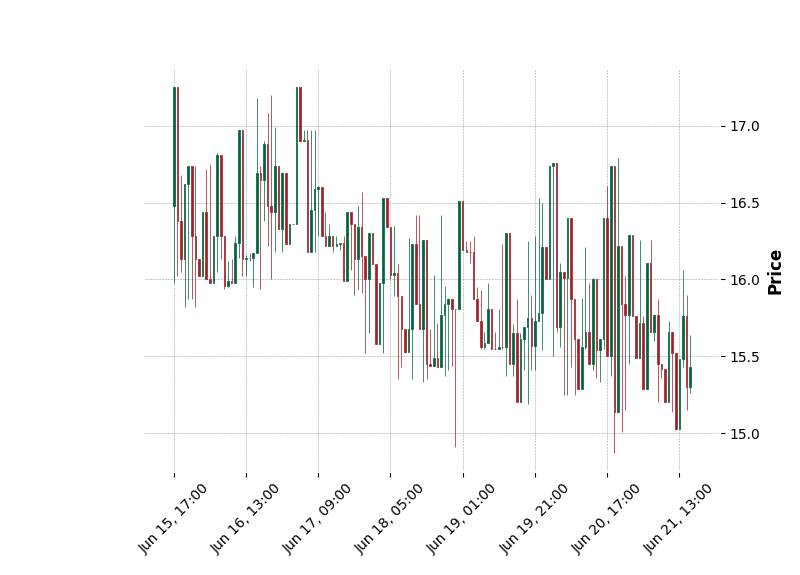 17.0
16.5
16.0
15.5
15.0
Price
Jun 15, 17:00
Jun 16, 13:00
Jun 17, 09:00
Jun 18, 05:00
Jun 19, 01:00
Jun 19, 21:00
Jun 20, 17:00
Jun 21, 13:00